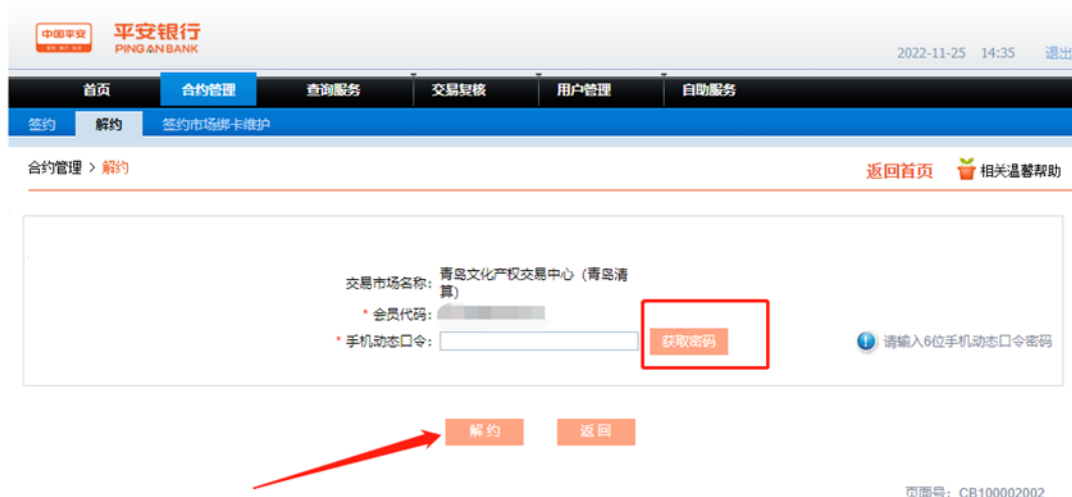 中国平安
平安银行
PINGAN BANK
2022-11-25 14:35 退出
首页 合约管理 查询服务 交易复核 用户管理 自助服务
签约 解约 签约市场绑卡维护
合约管理 > 解约
返回首页 相关温馨帮助
交易市场名称: 青岛文化产权交易中心（青岛清
算）
* 会员代码:
* 手机动态口令: 获取密码 请输入6位手机动态口令密码
解约 返回
页面号: CB100002002